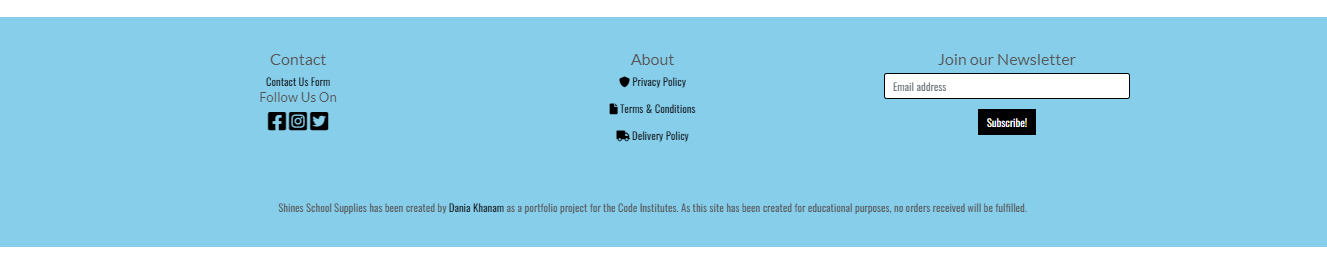 Contact
Contact Us Form
Follow Us On
About
Privacy Policy
Terms & Conditions
Delivery Policy
Join our Newsletter
Email address
Subscribe!
Shines School Supplies has been created by Dania Khanam as a portfolio project for the Code Institutes. As this site has been created for educational purposes, no orders received will be fulfilled.